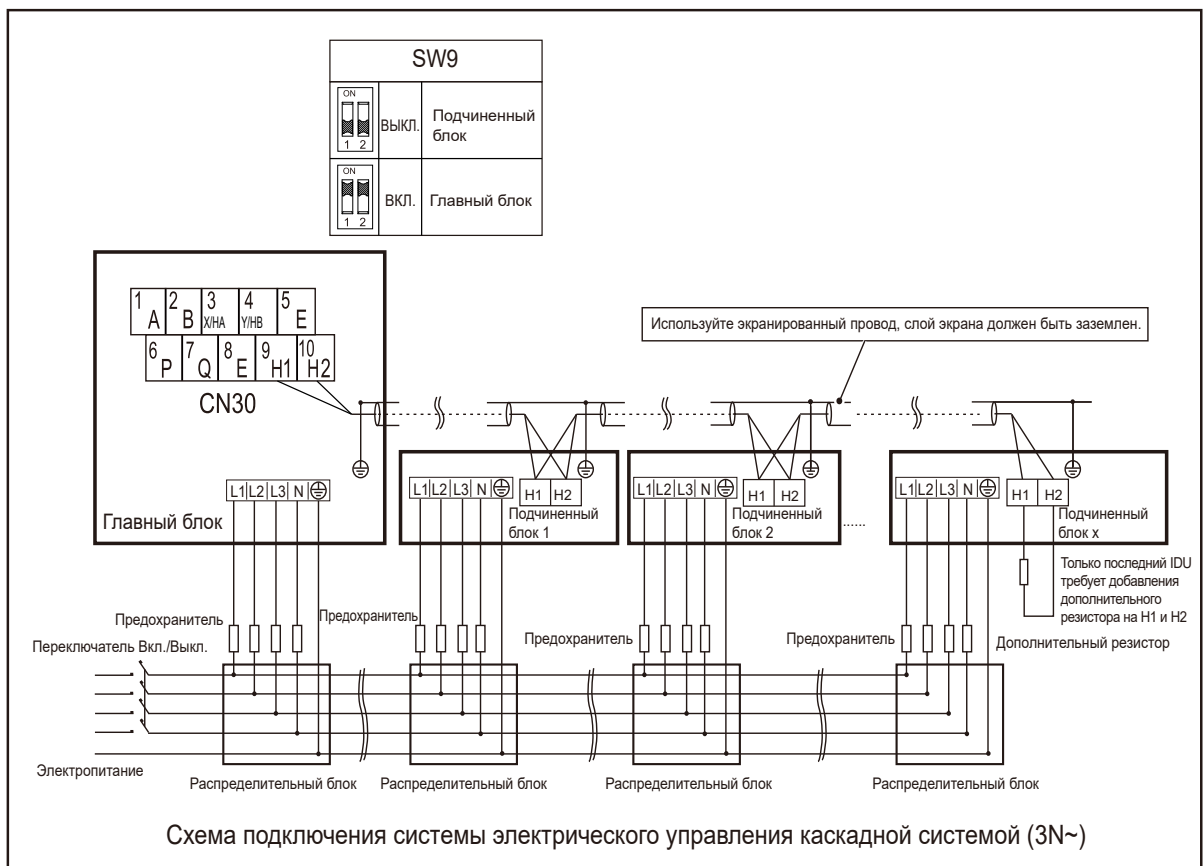 SW9
ON
1 2
ВЫКЛ.
Подчиненный
блок
ON
1 2
ВКЛ.
Главный блок
1 A
2 B
3 X/HA
4 Y/HB
5 E
6 P
7 Q
8 E
9 H1
10 H2
CN30
Используйте экранированный провод, слой экрана должен быть заземлен.
L1 L2 L3 N
Главный блок
L1 L2 L3 N
H1 H2
Подчиненный
блок 1
L1 L2 L3 N
H1 H2
Подчиненный
блок 2
......
L1 L2 L3 N
H1 H2
Подчиненный
блок x
Только последний IDU
требует добавления
дополнительного
резистора на H1 и H2
Дополнительный резистор
Предохранитель
Предохранитель
Предохранитель
Предохранитель
Переключатель Вкл./Выкл.
Электропитание
Распределительный блок
Распределительный блок
Распределительный блок
Распределительный блок
Схема подключения системы электрического управления каскадной системой (3N~)